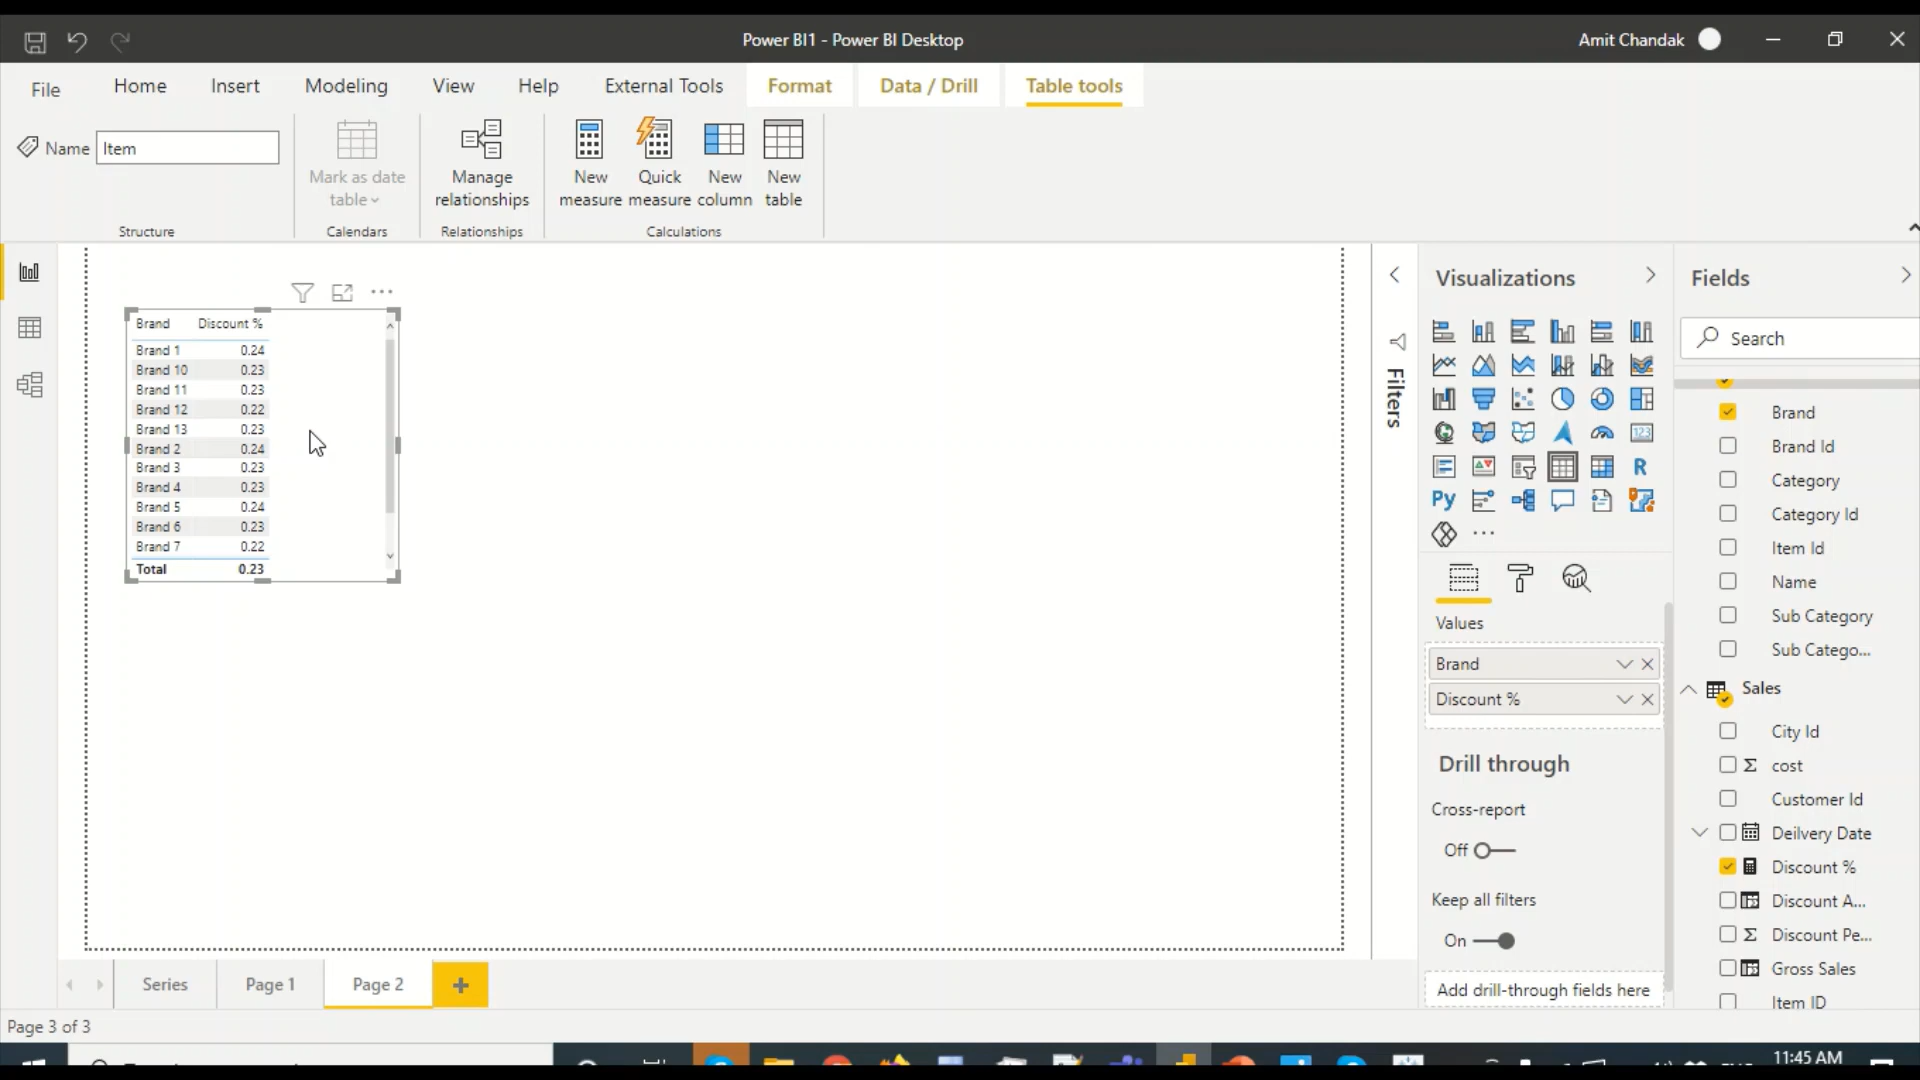 Power BI1 - Power BI Desktop
Amit Chandak
File
Home
Insert
Modeling
View
Help
External Tools
Format
Data / Drill
Table tools
Name
Item
Mark as date
table
Manage
relationships
New
measure
Quick
measure
New
column
New
table
Structure
Calendars
Relationships
Calculations
Brand Discount %
Brand 1 0.24
Brand 10 0.23
Brand 11 0.23
Brand 12 0.22
Brand 13 0.23
Brand 2 0.24
Brand 3 0.23
Brand 4 0.23
Brand 5 0.24
Brand 6 0.23
Brand 7 0.22
Total 0.23
Filters
Visualizations
123
R
Py
Values
Brand
Discount %
Drill through
Cross-report
Off
Keep all filters
On
Add drill-through fields here
Fields
Search
Brand
Brand Id
Category
Category Id
Item Id
Name
Sub Category
Sub Catego...
Sales
City Id
Σ cost
Customer Id
Deilvery Date
Discount %
Discount A...
Σ Discount Pe...
Gross Sales
Item ID
Series
Page 1
Page 2
Page 3 of 3
11:45 AM